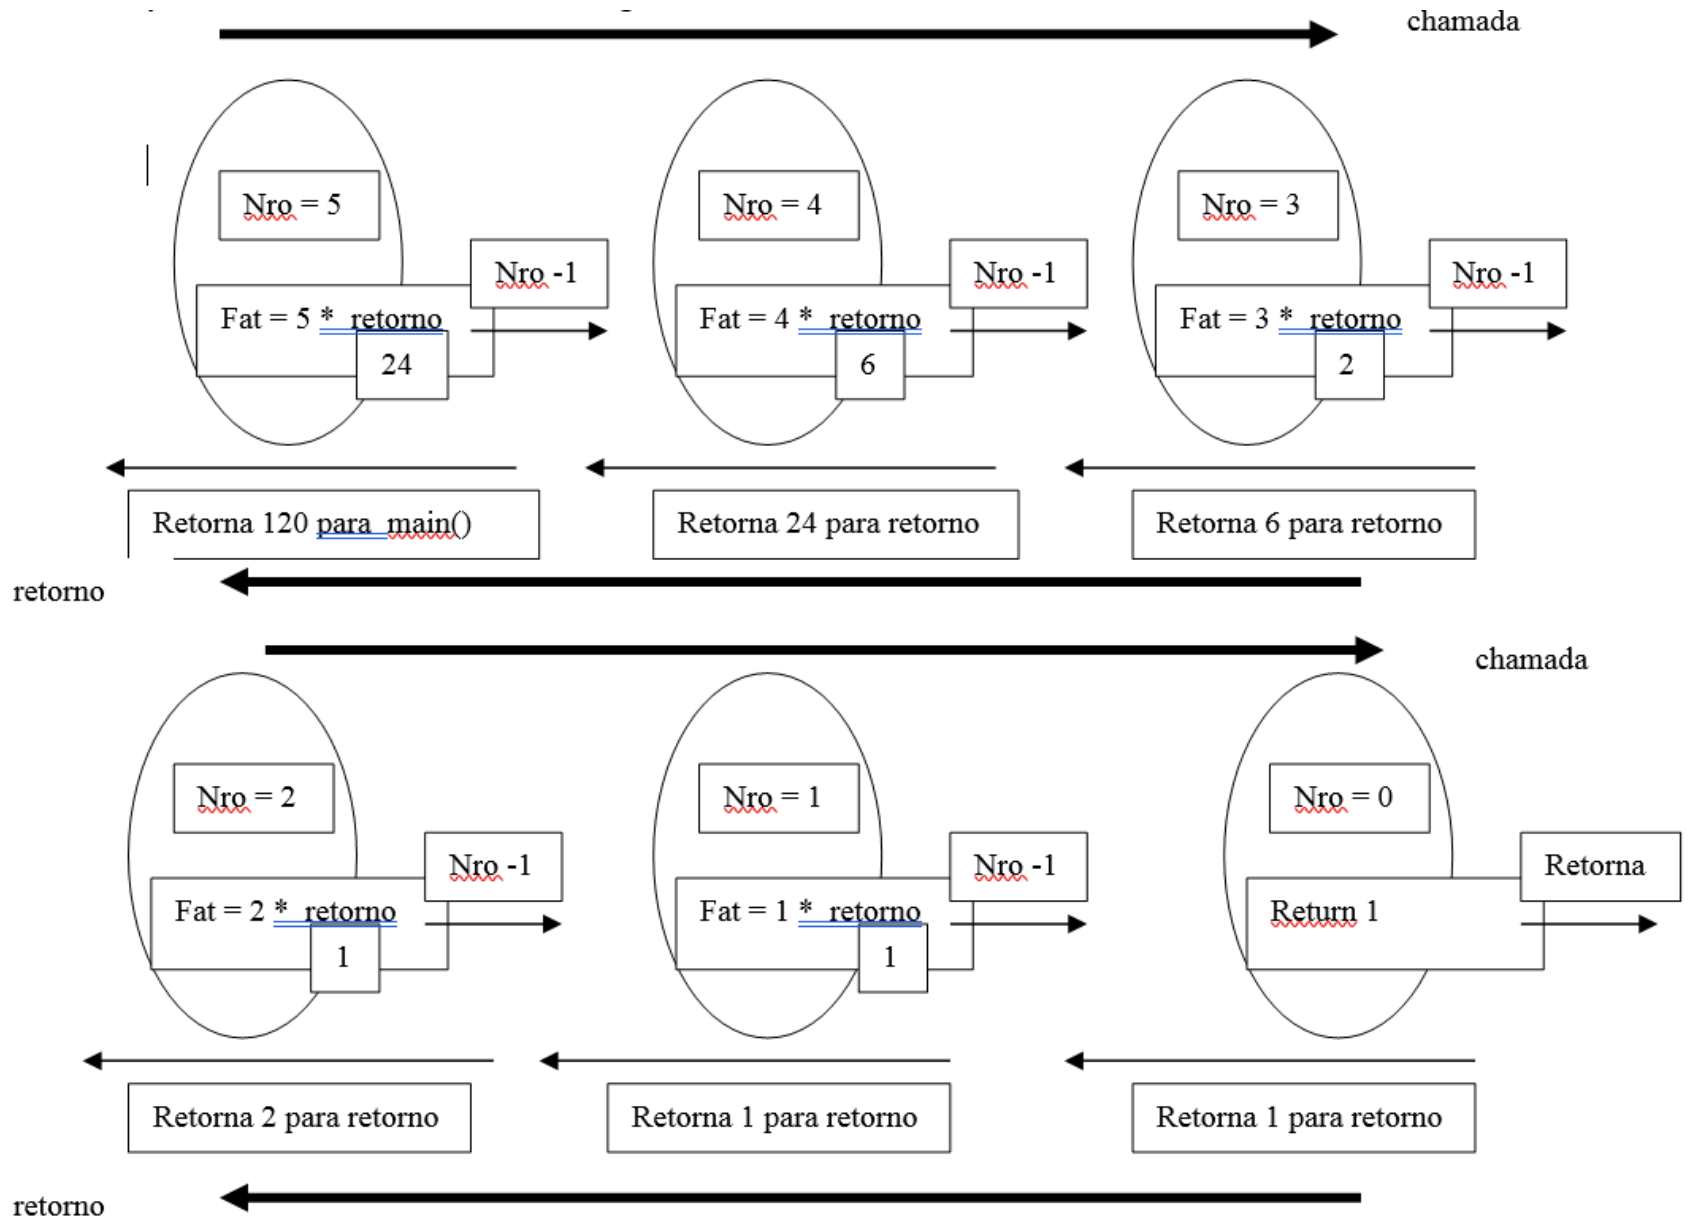 chamada
Nro = 5
Nro = 4
Nro = 3
Nro -1
Nro -1
Nro -1
Fat = 5 * retorno
Fat = 4 * retorno
Fat = 3 * retorno
24
6
2
Retorna 120 para main()
Retorna 24 para retorno
Retorna 6 para retorno
retorno
chamada
Nro = 2
Nro = 1
Nro = 0
Nro -1
Nro -1
Retorna
Fat = 2 * retorno
Fat = 1 * retorno
Return 1
1
1
Retorna 2 para retorno
Retorna 1 para retorno
Retorna 1 para retorno
retorno